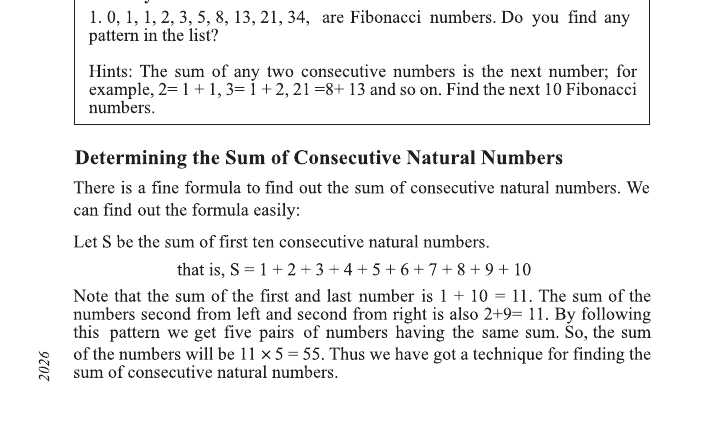 1. 0, 1, 1, 2, 3, 5, 8, 13, 21, 34, are Fibonacci numbers. Do you find any
pattern in the list?
Hints: The sum of any two consecutive numbers is the next number; for
example, 2= 1 + 1, 3= 1 + 2, 21 =8+ 13 and so on. Find the next 10 Fibonacci
numbers.
Determining the Sum of Consecutive Natural Numbers
There is a fine formula to find out the sum of consecutive natural numbers. We
can find out the formula easily:
Let S be the sum of first ten consecutive natural numbers.
that is, S = 1 + 2 + 3 + 4 + 5 + 6 + 7 + 8 + 9 + 10
Note that the sum of the first and last number is 1 + 10 = 11. The sum of the
numbers second from left and second from right is also 2+9= 11. By following
this pattern we get five pairs of numbers having the same sum. So, the sum
of the numbers will be 11 × 5 = 55. Thus we have got a technique for finding the
sum of consecutive natural numbers.
2026